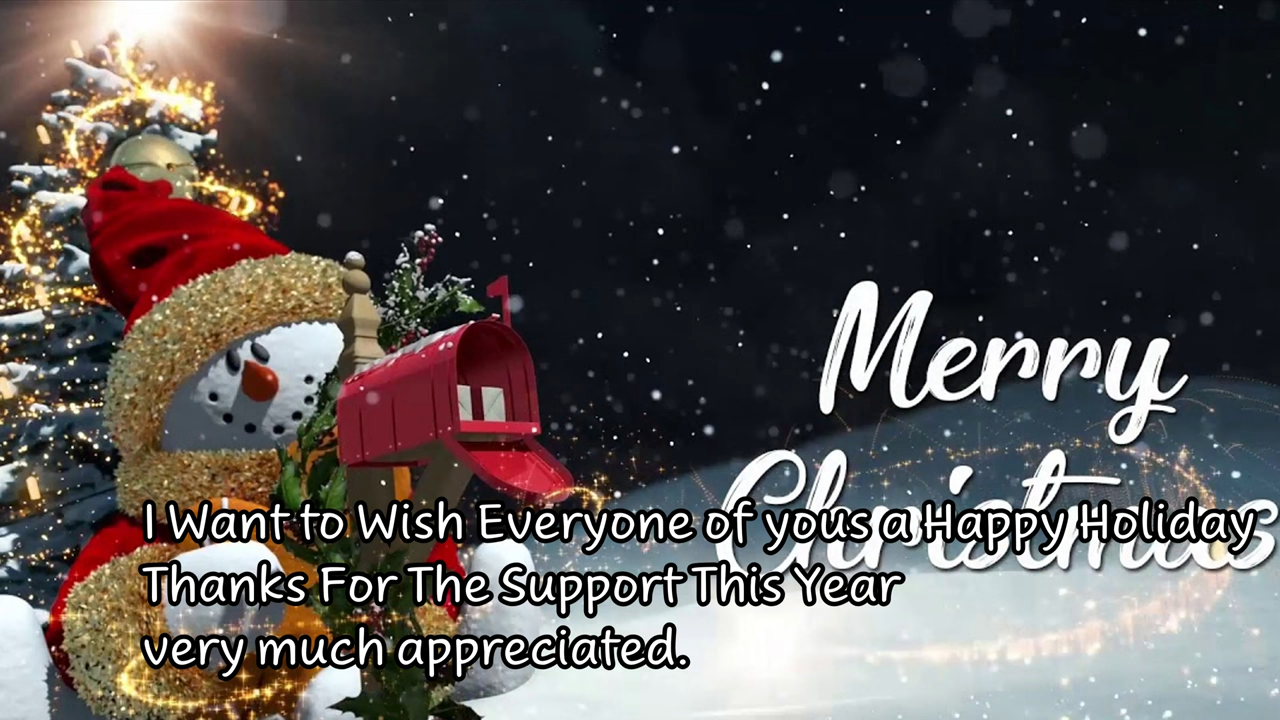 Merry
Christmas
I Want to Wish Everyone of yous a Happy Holiday
Thanks For The Support This Year
very much appreciated.